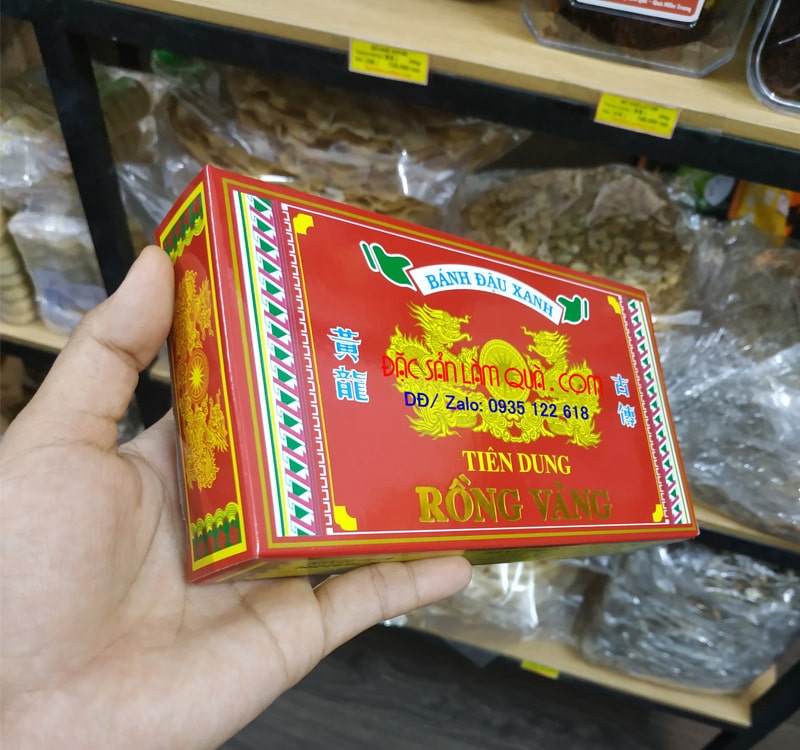 BÁNH ĐẬU XANH
黃龍
古傳
ĐẶC SẢN LÀM QUÀ . COM
DĐ/ Zalo: 0935 122 618
TIÊN DUNG
RỒNG VÀNG